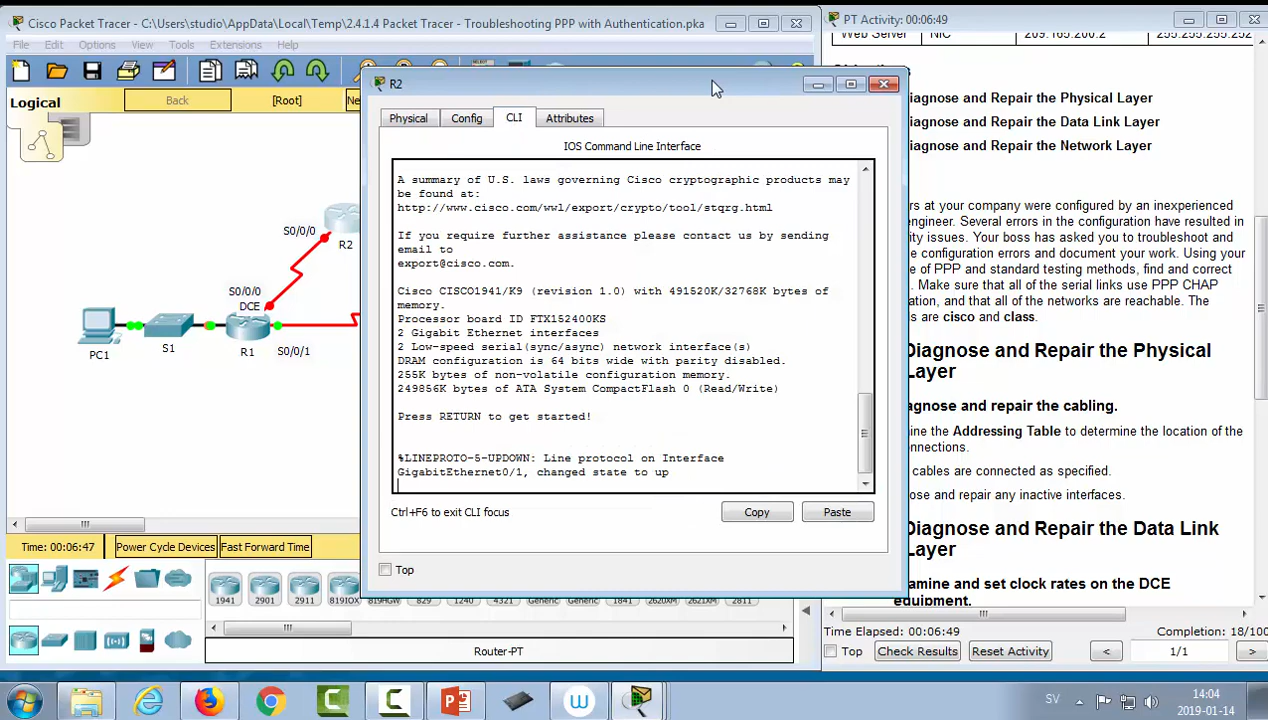 Cisco Packet Tracer - C:\Users\studio\AppData\Local\Temp\2.4.1.4 Packet Tracer - Troubleshooting PPP with Authentication.pka
File Edit Options View Tools Extensions Help
Logical
Back
[Root]
S0/0/0
R2
S0/0/0
DCE
PC1
S1
R1
S0/0/1
Time: 00:06:47
Power Cycle Devices
Fast Forward Time
1941 2901 2911 819IOX 819HGW 829 1240 4321 Generic Generic 1841 2620XM 2621XM 2811
Router-PT
R2
Physical Config CLI Attributes
IOS Command Line Interface
A summary of U.S. laws governing Cisco cryptographic products may
be found at:
http://www.cisco.com/wwl/export/crypto/tool/stqrg.html
If you require further assistance please contact us by sending
email to
export@cisco.com.
Cisco CISCO1941/K9 (revision 1.0) with 491520K/32768K bytes of
memory.
Processor board ID FTX152400KS
2 Gigabit Ethernet interfaces
2 Low-speed serial(sync/async) network interface(s)
DRAM configuration is 64 bits wide with parity disabled.
255K bytes of non-volatile configuration memory.
249856K bytes of ATA System CompactFlash 0 (Read/Write)
Press RETURN to get started!
%LINEPROTO-5-UPDOWN: Line protocol on Interface
GigabitEthernet0/1, changed state to up
Ctrl+F6 to exit CLI focus
Copy
Paste
Top
PT Activity: 00:06:49
Web Server NIC 209.165.200.2 255.255.255.252
iagnose and Repair the Physical Layer
iagnose and Repair the Data Link Layer
iagnose and Repair the Network Layer
rs at your company were configured by an inexperienced
engineer. Several errors in the configuration have resulted in
ity issues. Your boss has asked you to troubleshoot and
e configuration errors and document your work. Using your
e of PPP and standard testing methods, find and correct
. Make sure that all of the serial links use PPP CHAP
ation, and that all of the networks are reachable. The
s are cisco and class.
Diagnose and Repair the Physical
Layer
agnose and repair the cabling.
ine the Addressing Table to determine the location of the
onnections.
cables are connected as specified.
ose and repair any inactive interfaces.
Diagnose and Repair the Data Link
Layer
amine and set clock rates on the DCE
equipment.
Time Elapsed: 00:06:49
Completion: 18/100
Top
Check Results
Reset Activity
<
1/1
>
SV
14:04
2019-01-14